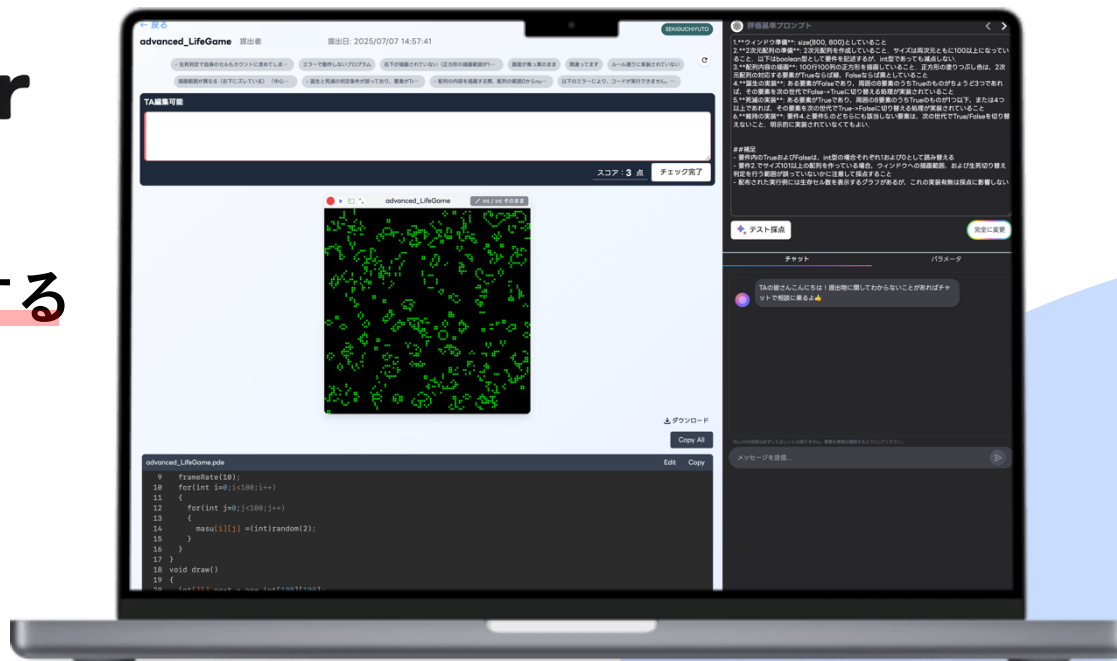 r
する
← 戻る
advanced_LifeGame 提出者 提出日: 2025/07/07 14:57:41
SEKIGUCHIYUTO
- 生死判定で自身のセルもカウントに含めてしま…
エラーで動作しないプログラム
右下が描画されていない（正方形の描画範囲が1…
画面が真っ黒のまま
間違ってます
ルール通りに実装されていない
描画範囲が異なる（右下にズレている）「中心…
- 誕生と死滅の判定条件が誤っており、要素がTr…
- 配列の内容を描画する際、配列の範囲0からnu…
以下のエラーにより、コードが実行できません。…
TA編集可能
スコア : 3 点 チェック完了
advanced_LifeGame
int / int そのまま
ダウンロード
Copy All
advanced_LifeGame.pde Edit Copy
9 frameRate(10);
10 for(int i=0;i<100;i++)
11 {
12 for(int j=0;j<100;j++)
13 {
14 masu[i][j] =(int)random(2);
15 }
16 }
17 }
18 void draw()
19 {
20 int[][] next = new int[100][100];
評価基準プロンプト
1.**ウィンドウ準備**: size(800, 800)としていること
2.**2次元配列の準備**: 2次元配列を作成していること、サイズは両次元ともに100以上になってい
ること、以下はboolean型として要件を記述するが、int型であっても減点しない.
3.**配列内容の描画**: 100行100列の正方形を描画していること、正方形の塗りつぶし色は、2次
元配列の対応する要素がTrueならば緑、Falseならば黒としていること
4.**誕生の実装**: ある要素がFalseであり、周囲の8要素のうちTrueのものがちょうど3つであれ
ば、その要素を次の世代でFalse->Trueに切り替える処理が実装されていること
5.**死滅の実装**: ある要素がTrueであり、周囲の8要素のうちTrueのものが1つ以下、または4つ
以上であれば、その要素を次の世代でTrue->Falseに切り替える処理が実装されていること
6.**維持の実装**: 要件4.と要件5.のどちらにも該当しない要素は、次の世代でTrue/Falseを切り替
えないこと、明示的に実装されていなくてもよい.
##補足
- 要件内のTrueおよびFalseは、int型の場合それぞれ1および0として読み替える
- 要件2.でサイズ101以上の配列を作っている場合、ウィンドウへの描画範囲、および生死切り替え
判定を行う範囲が誤っていないかに注意して採点すること
- 配布された実行例には生存セル数を表示するグラフがあるが、これの実装有無は採点に影響しない
テスト採点
完全に変更
チャット パラメータ
TAの皆さんこんにちは！提出物に関してわからないことがあればチャ
ットで相談に乗るよ👍
メッセージを送信...